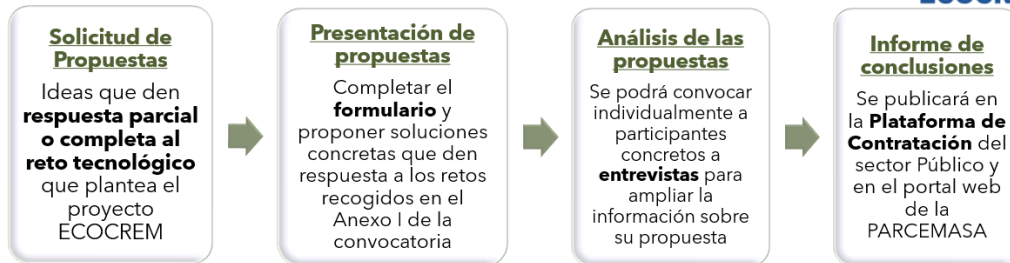 Solicitud de
Propuestas
Ideas que den
respuesta parcial
o completa al
reto tecnológico
que plantea el
proyecto
ECOCREM
Presentación de
propuestas
Completar el
formulario y
proponer soluciones
concretas que den
respuesta a los retos
recogidos en el
Anexo I de la
convocatoria
Análisis de las
propuestas
Se podrá convocar
individualmente a
participantes
concretos a
entrevistas para
ampliar la
información sobre
su propuesta
Informe de
conclusiones
Se publicará en
la Plataforma de
Contratación del
sector Público y
en el portal web
de la
PARCEMASA